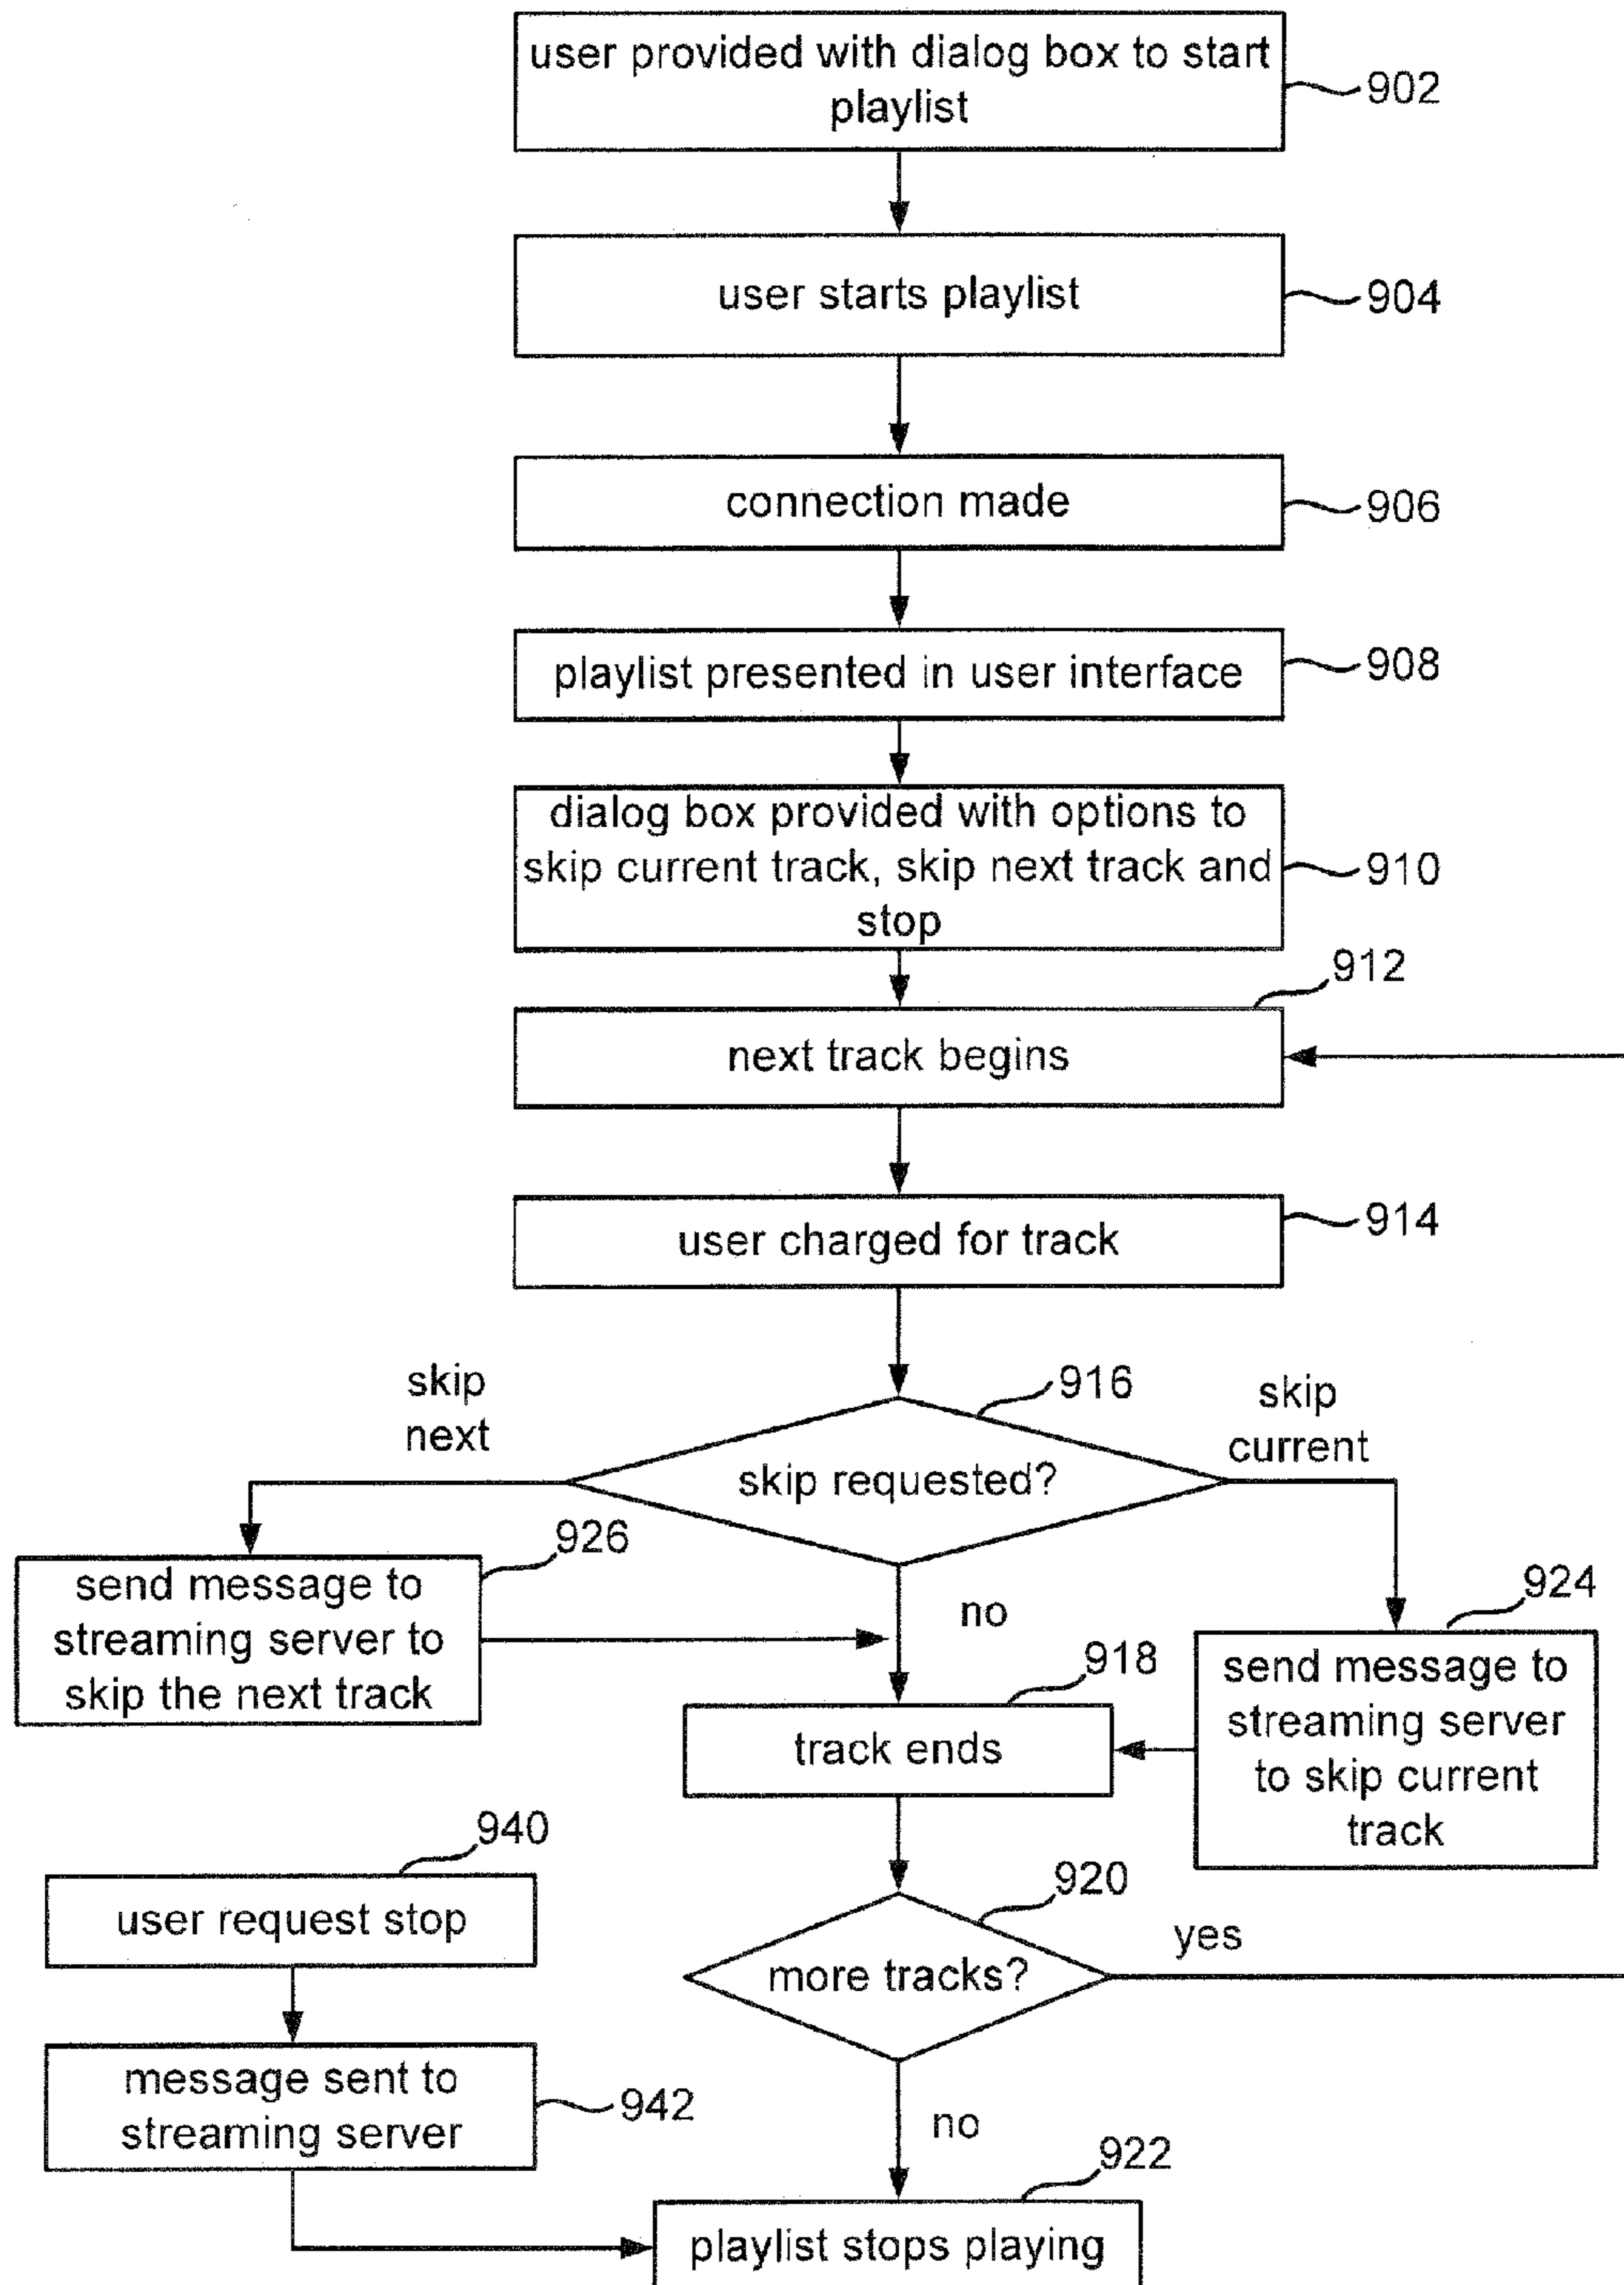 user provided with dialog box to start
playlist
902
user starts playlist
904
connection made
906
playlist presented in user interface
908
dialog box provided with options to
skip current track, skip next track and
stop
910
912
next track begins
user charged for track
914
skip
next
916
skip
current
skip requested?
926
send message to
streaming server to
skip the next track
no
924
send message to
streaming server
to skip current
track
918
track ends
940
user request stop
920
more tracks?
yes
message sent to
streaming server
942
no
922
playlist stops playing